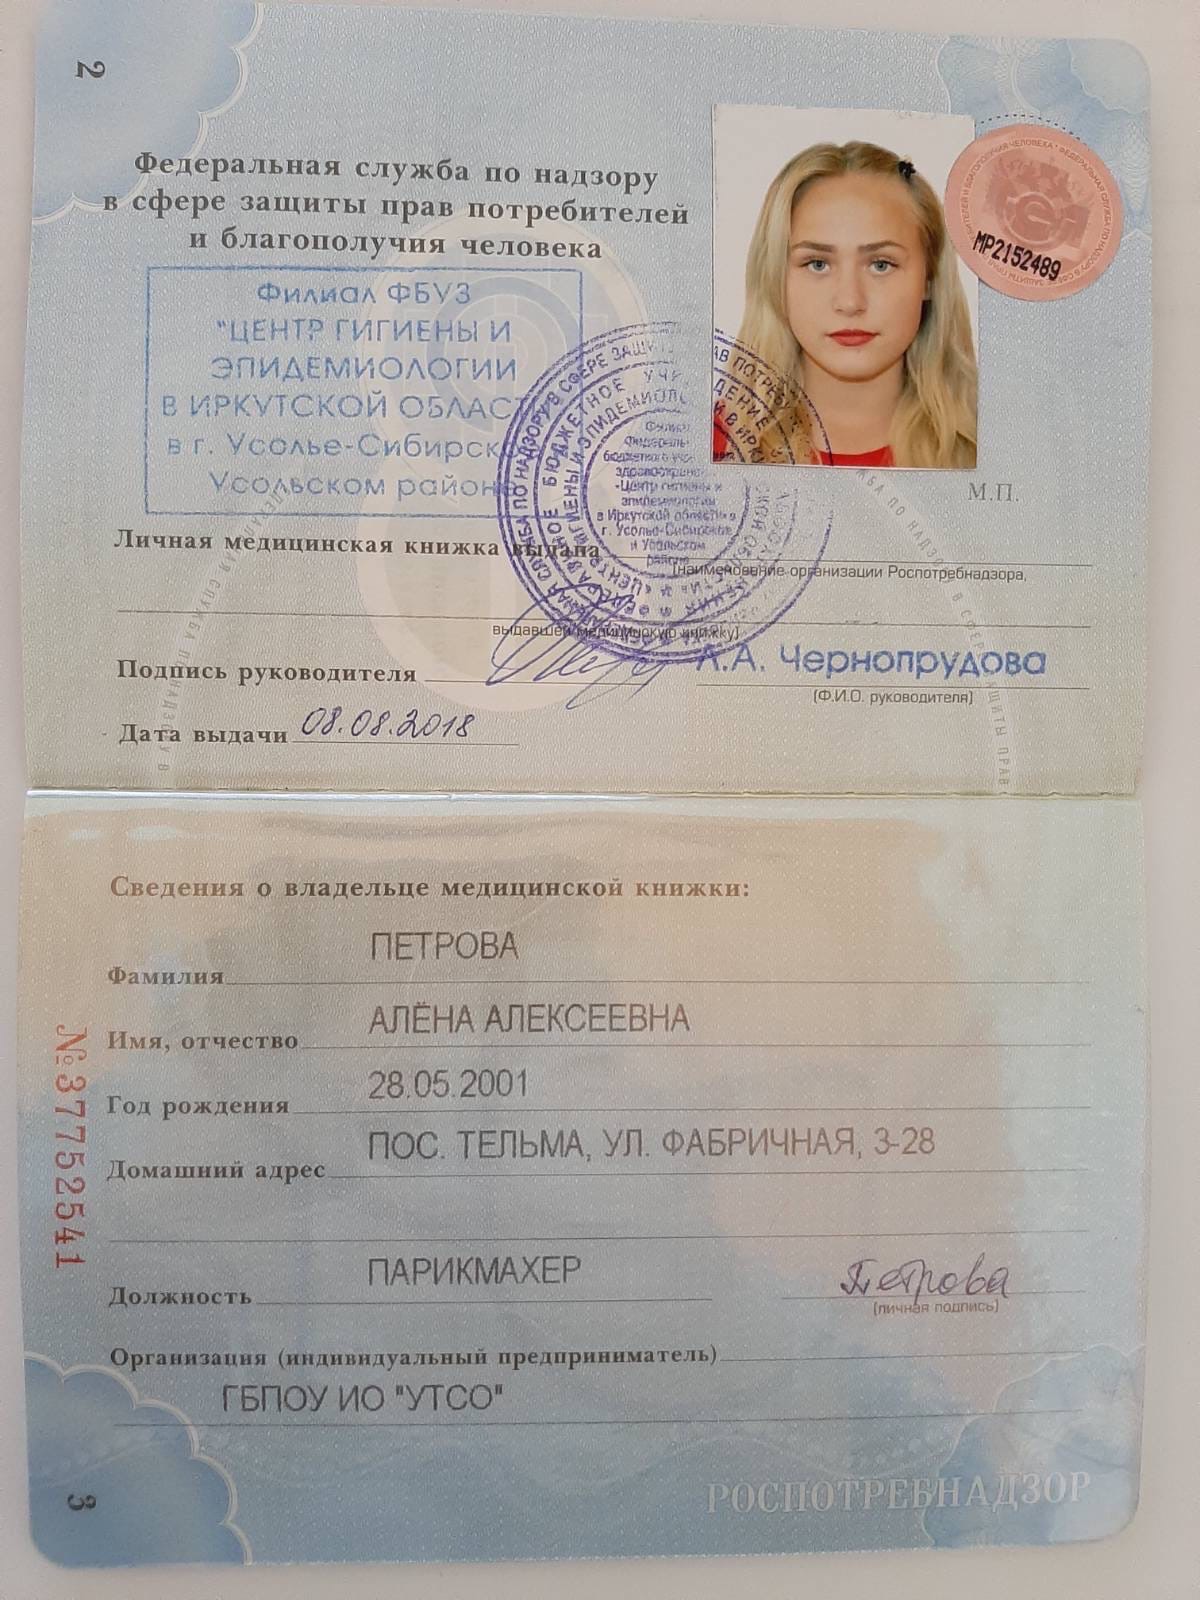 2
Федеральная служба по надзору
в сфере защиты прав потребителей
и благополучия человека
Филиал ФБУЗ
"ЦЕНТР ГИГИЕНЫ И
ЭПИДЕМИОЛОГИИ
В ИРКУТСКОЙ ОБЛАСТ
в г. Усолье-Сибирско
Усольском районе
МР2152489
М.П.
Личная медицинская книжка выдана
(наименование организации Роспотребнадзора,
выдавшей медицинскую книжку)
Подпись руководителя
Л.А. Чернопрудова
(Ф.И.О. руководителя)
Дата выдачи 08.08.2018
Сведения о владельце медицинской книжки:
Фамилия ПЕТРОВА
Имя, отчество АЛЁНА АЛЕКСЕЕВНА
Год рождения 28.05.2001
Домашний адрес ПОС. ТЕЛЬМА, УЛ. ФАБРИЧНАЯ, 3-28
Должность ПАРИКМАХЕР
Петрова
(личная подпись)
Организация (индивидуальный предприниматель)
ГБПОУ ИО "УТСО"
№37752541
3
РОСПОТРЕБНАДЗОР